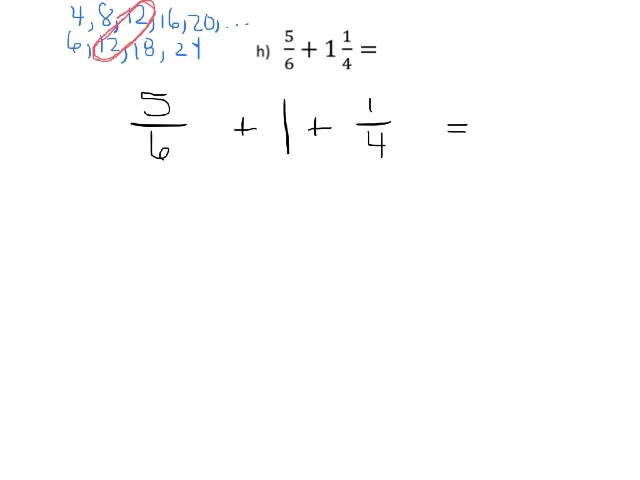 4, 8, 12, 16, 20, ...
6, 12, 18, 24
h) 5/6 + 1 1/4 =
5/6 + 1 + 1/4 =